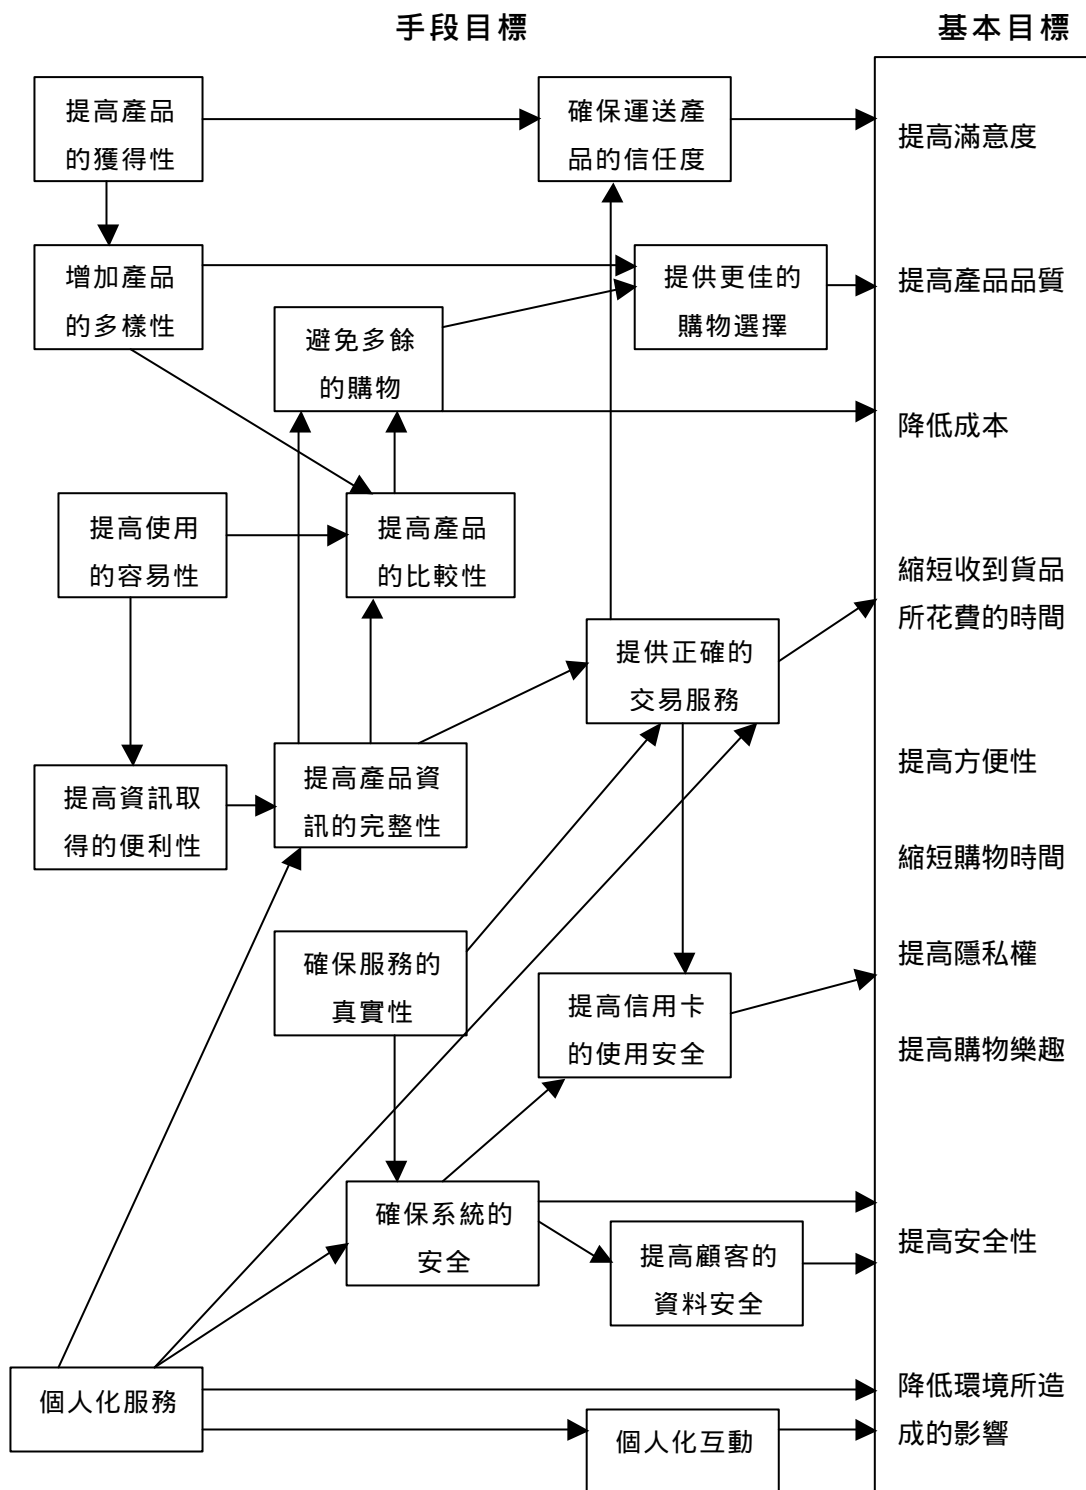 手段目標
基本目標
提高產品
的獲得性
確保運送產
品的信任度
提高滿意度
增加產品
的多樣性
提供更佳的
購物選擇
提高產品品質
避免多餘
的購物
降低成本
提高使用
的容易性
提高產品
的比較性
縮短收到貨品
所花費的時間
提供正確的
交易服務
提高方便性
提高資訊取
得的便利性
提高產品資
訊的完整性
縮短購物時間
確保服務的
真實性
提高信用卡
的使用安全
提高隱私權
提高購物樂趣
確保系統的
安全
提高顧客的
資料安全
提高安全性
個人化服務
個人化互動
降低環境所造
成的影響